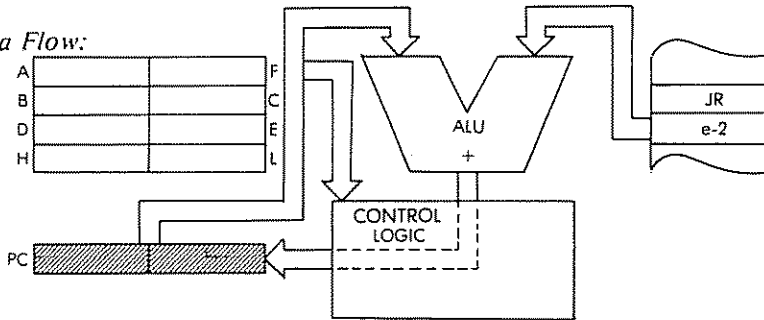 a Flow:
A F
B C
D E
H L
ALU
+
JR
e-2
CONTROL
LOGIC
PC